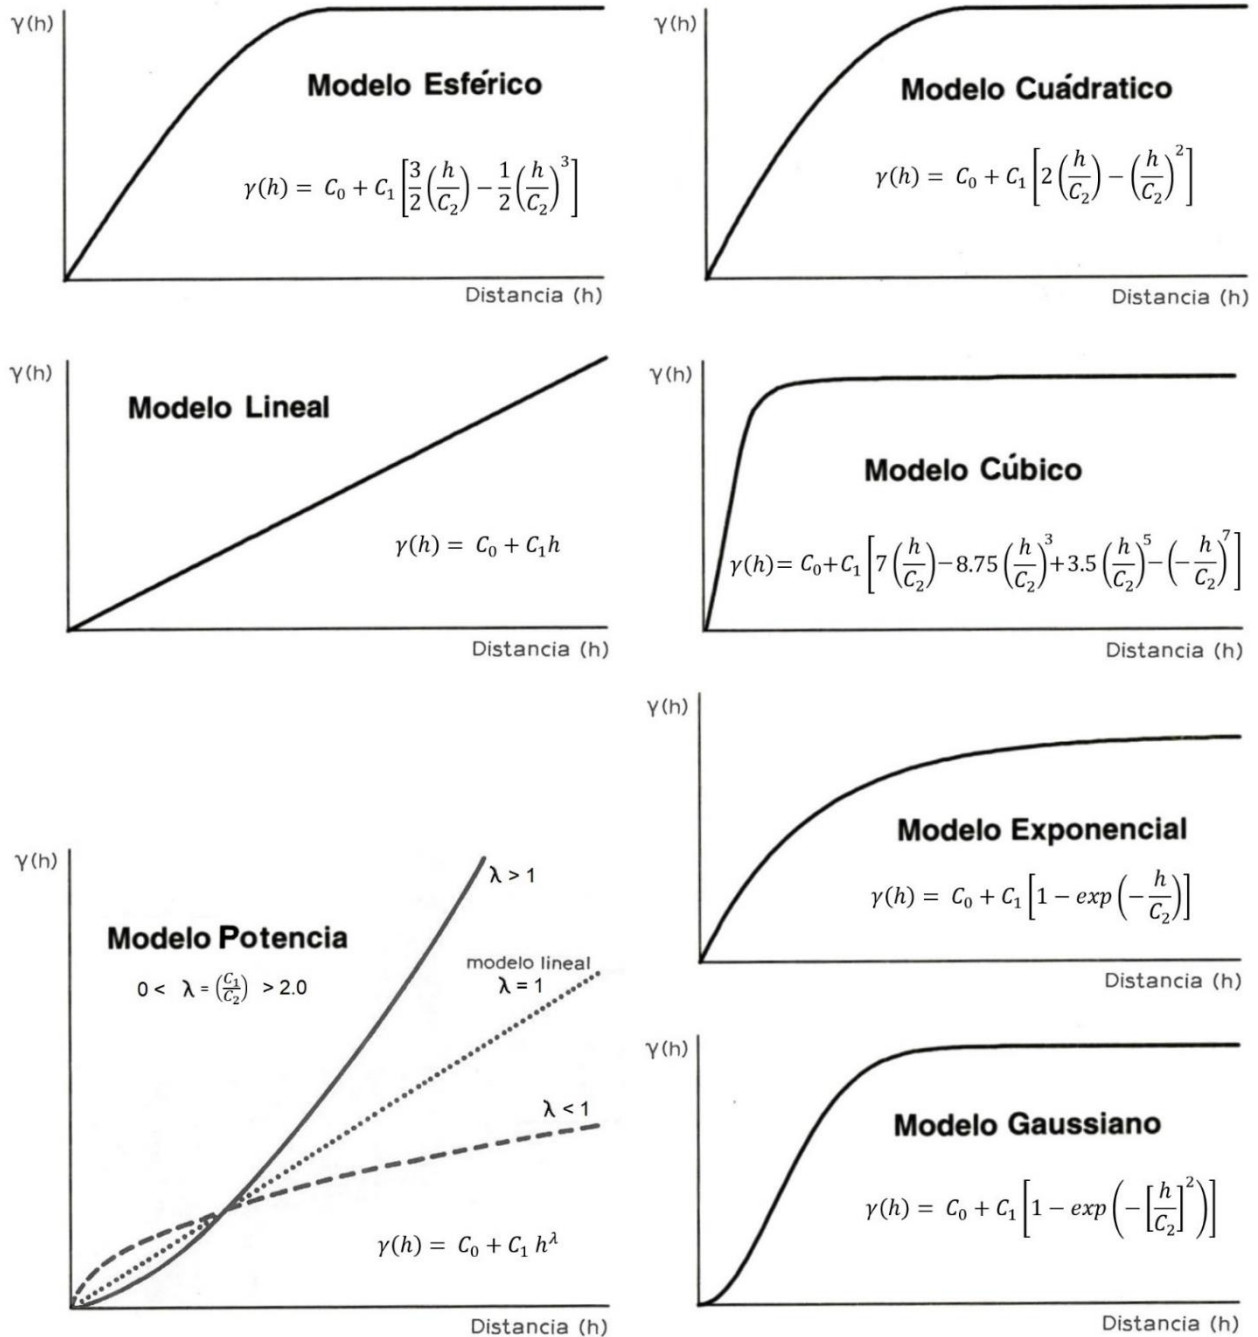 γ(h)
Modelo Esférico
γ(h) = C₀ + C₁ [3/2 (h/C₂) − 1/2 (h/C₂)³]
Distancia (h)
γ(h)
Modelo Cuádratico
γ(h) = C₀ + C₁ [2 (h/C₂) − (h/C₂)²]
Distancia (h)
γ(h)
Modelo Lineal
γ(h) = C₀ + C₁h
Distancia (h)
γ(h)
Modelo Cúbico
γ(h) = C₀+C₁ [7 (h/C₂) −8.75 (h/C₂)³ +3.5 (h/C₂)⁵ − (−h/C₂)⁷]
Distancia (h)
γ(h)
Modelo Exponencial
γ(h) = C₀ + C₁ [1 − exp (−h/C₂)]
Distancia (h)
γ(h)
λ > 1
Modelo Potencia
0 < λ = (C₁/C₂) > 2.0
modelo lineal
λ = 1
λ < 1
γ(h) = C₀ + C₁ h^λ
Distancia (h)
γ(h)
Modelo Gaussiano
γ(h) = C₀ + C₁ [1 − exp (−[h/C₂]²)]
Distancia (h)